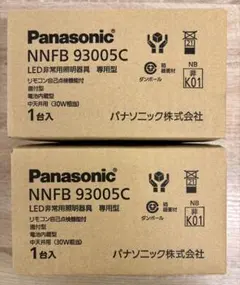 Panasonic
NNFB 93005C
LED非常用照明器具 専用型
リモコン自己点検機能付
直付型
電池内蔵型
中天井用(30W相当)
1台入
ダンボール
NB
非
K01
パナソニック株式会社
Panasonic
NNFB 93005C
LED非常用照明器具 専用型
リモコン自己点検機能付
直付型
電池内蔵型
中天井用(30W相当)
1台入
ダンボール
NB
非
K01
パナソニック株式会社